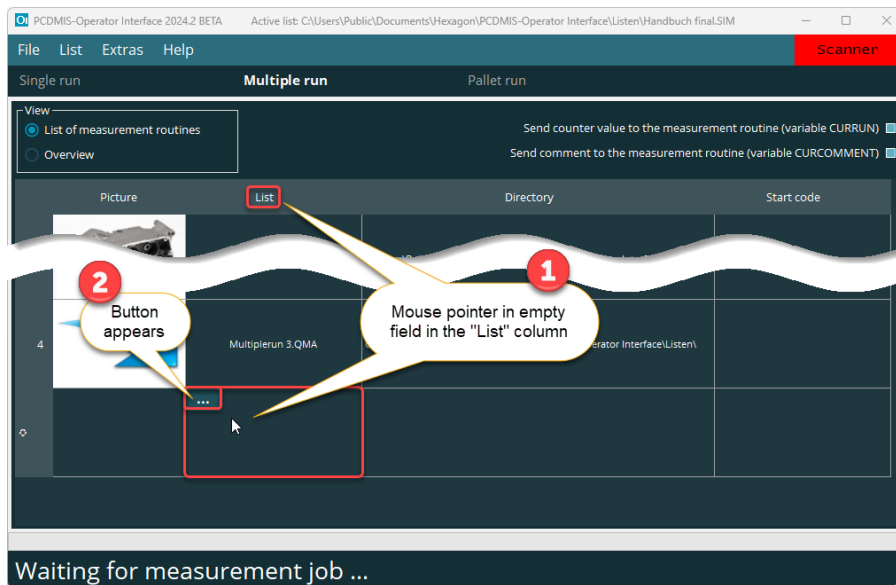 PCDMIS-Operator Interface 2024.2 BETA Active list: C:\Users\Public\Documents\Hexagon\PCDMIS-Operator Interface\Listen\Handbuch final.SIM
File List Extras Help Scanner
Single run Multiple run Pallet run
View
List of measurement routines
Overview
Send counter value to the measurement routine (variable CURRUN)
Send comment to the measurement routine (variable CURCOMMENT)
Picture List Directory Start code
1
Mouse pointer in empty
field in the "List" column
2
Button
appears
4 Multiplerun 3.QMA erator Interface\Listen\
...
Waiting for measurement job ...